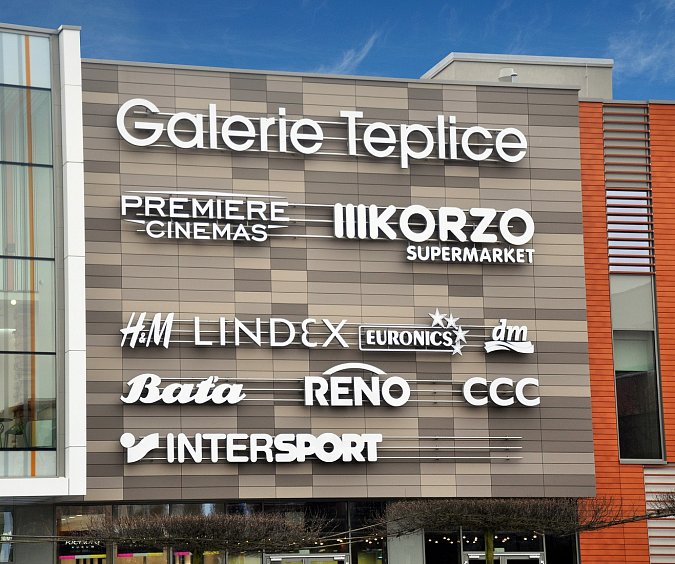 Galerie Teplice
PREMIERE CINEMAS
KORZO SUPERMARKET
H&M LINDEX EURONICS dm
Baťa RENO CCC
INTERSPORT